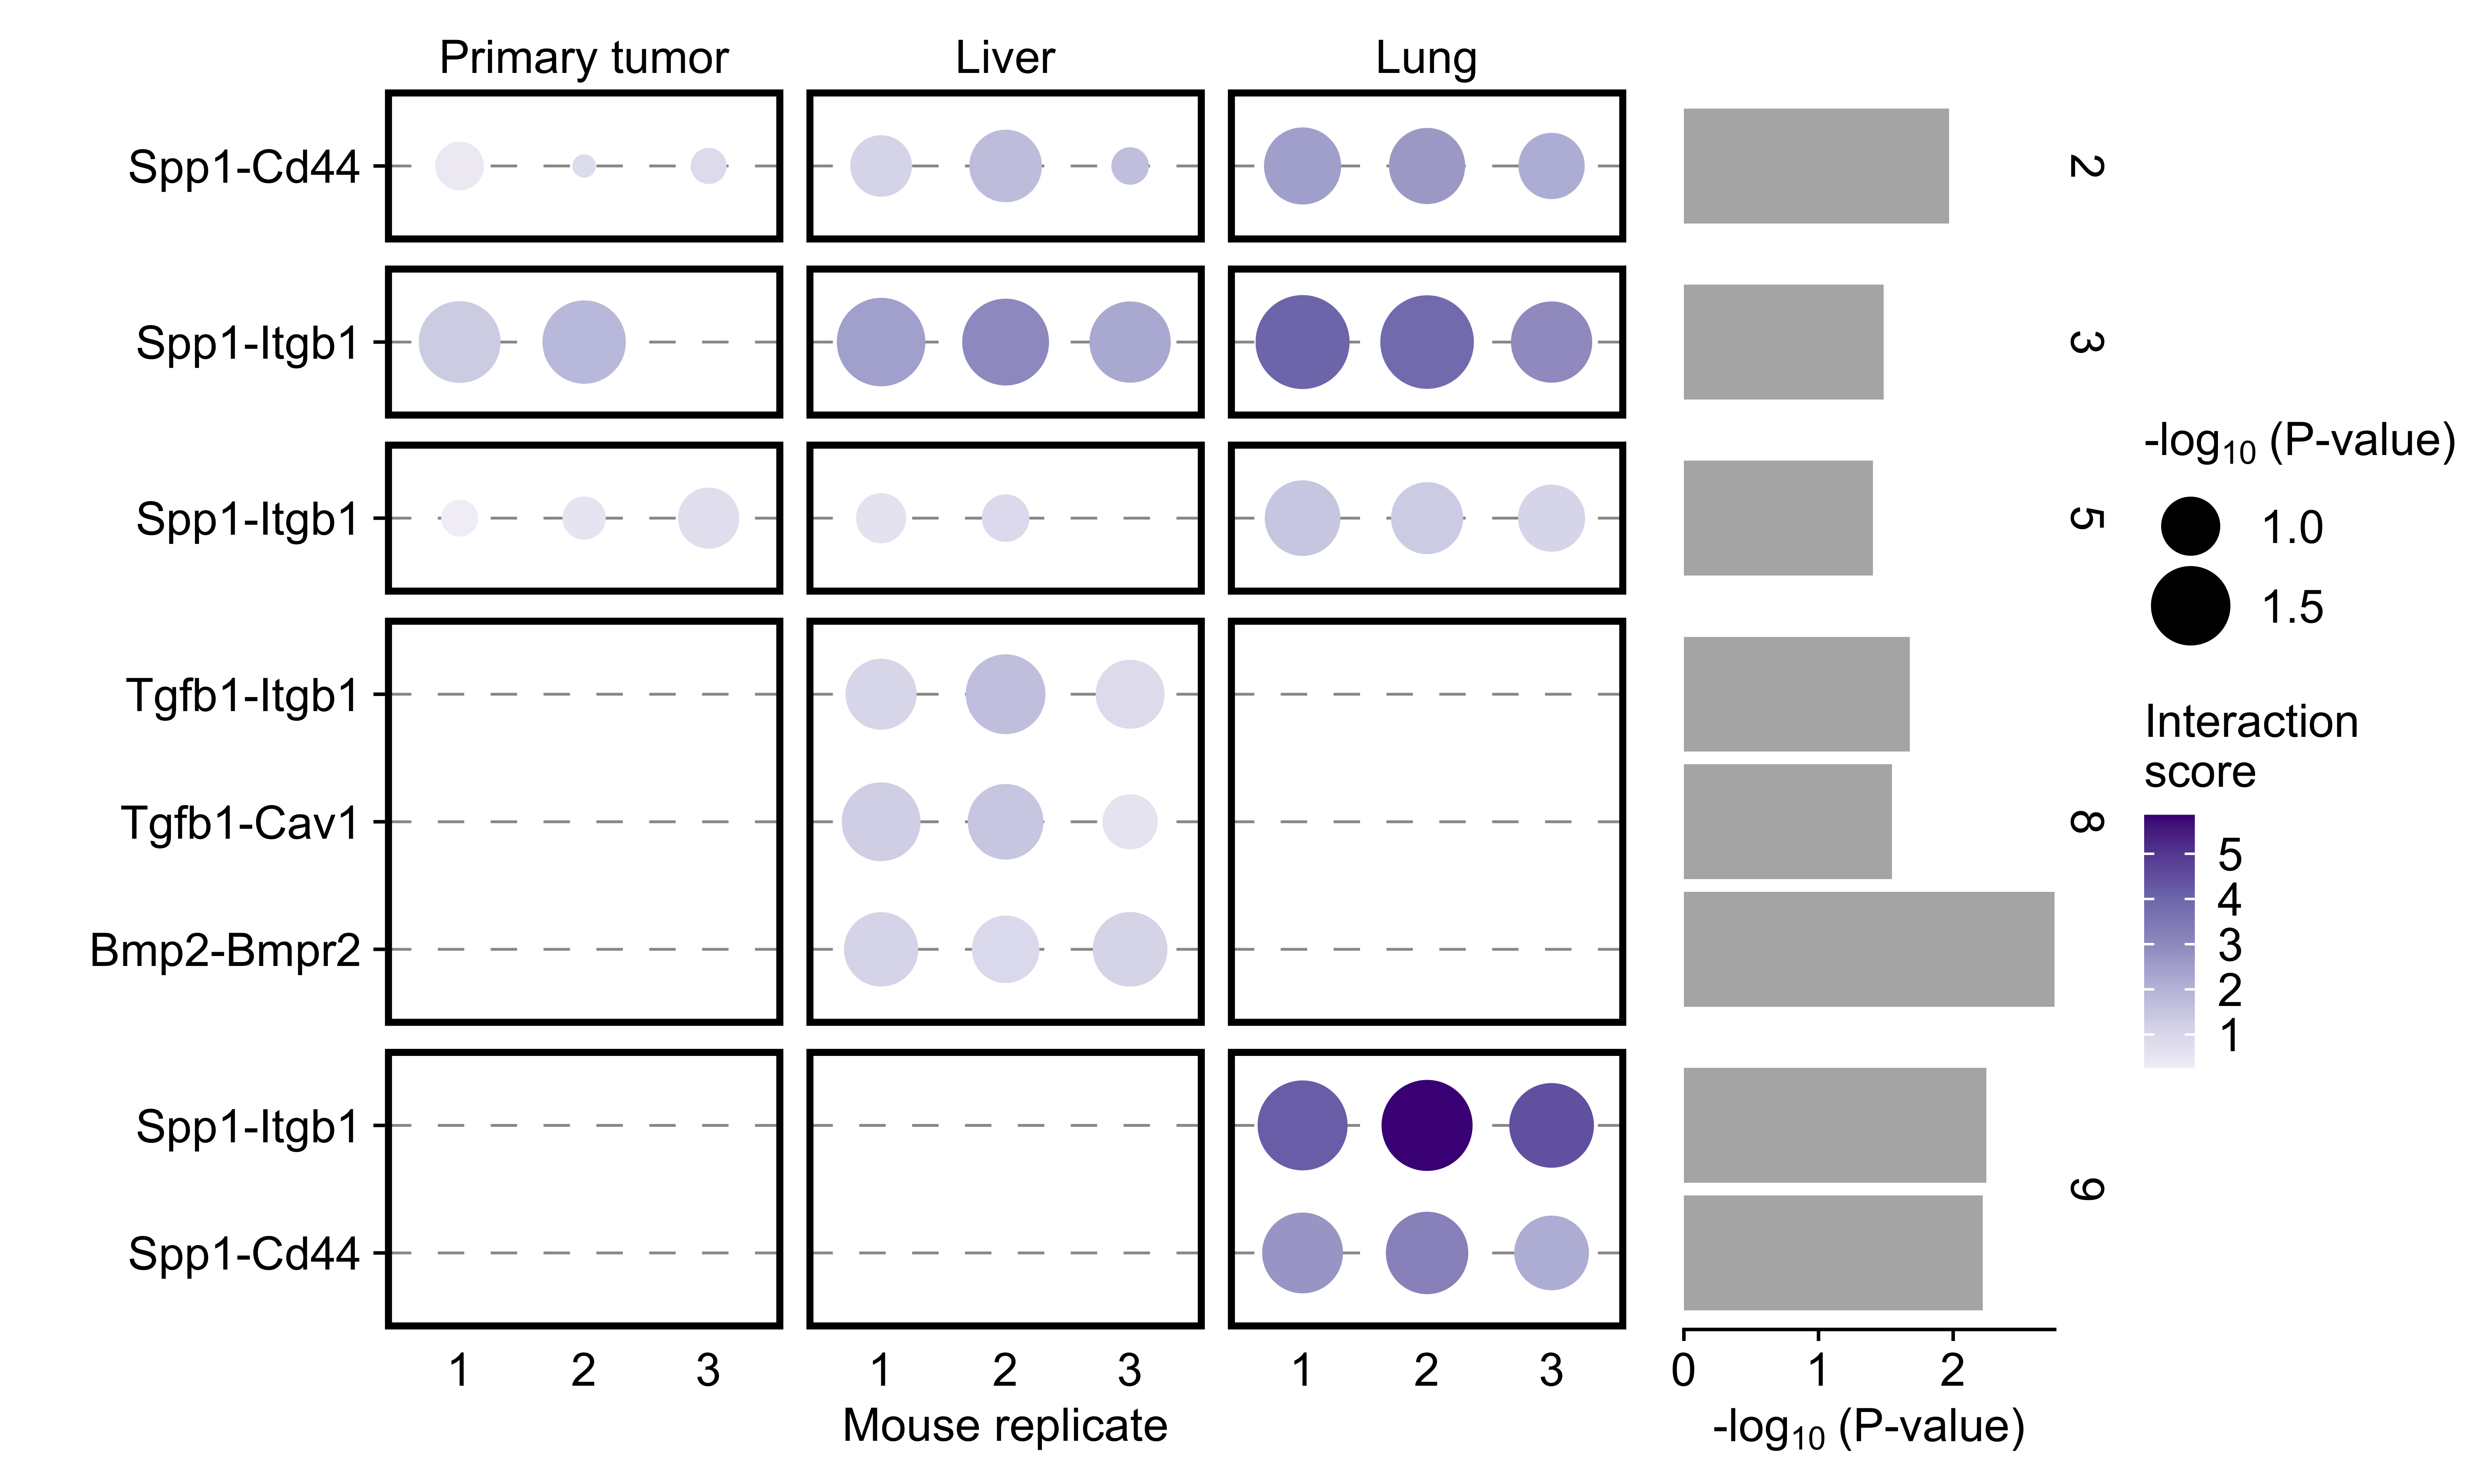 Primary tumor Liver Lung
Spp1-Cd44 2
Spp1-Itgb1 3
Spp1-Itgb1 5
Tgfb1-Itgb1
Tgfb1-Cav1 8
Bmp2-Bmpr2
Spp1-Itgb1
9
Spp1-Cd44
1 2 3 1 2 3 1 2 3 0 1 2
Mouse replicate -log10 (P-value)
-log10 (P-value)
1.0
1.5
Interaction
score
5
4
3
2
1